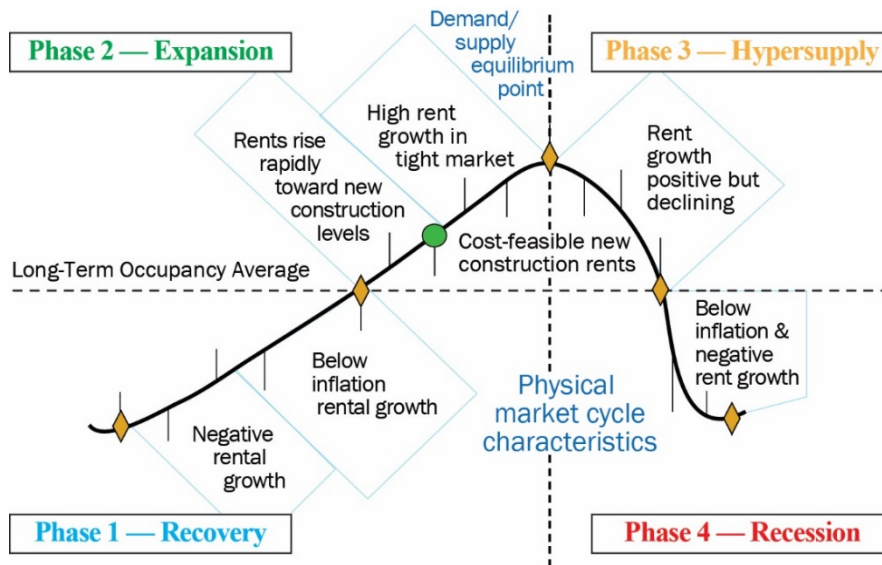 Phase 2 — Expansion
Demand/
supply
equilibrium
point
Phase 3 — Hypersupply
High rent
growth in
tight market
Rents rise
rapidly
toward new
construction
levels
Rent
growth
positive but
declining
Cost-feasible new
construction rents
Long-Term Occupancy Average
Below
inflation
rental growth
Below
inflation &
negative
rent growth
Physical
market cycle
characteristics
Negative
rental
growth
Phase 1 — Recovery
Phase 4 — Recession